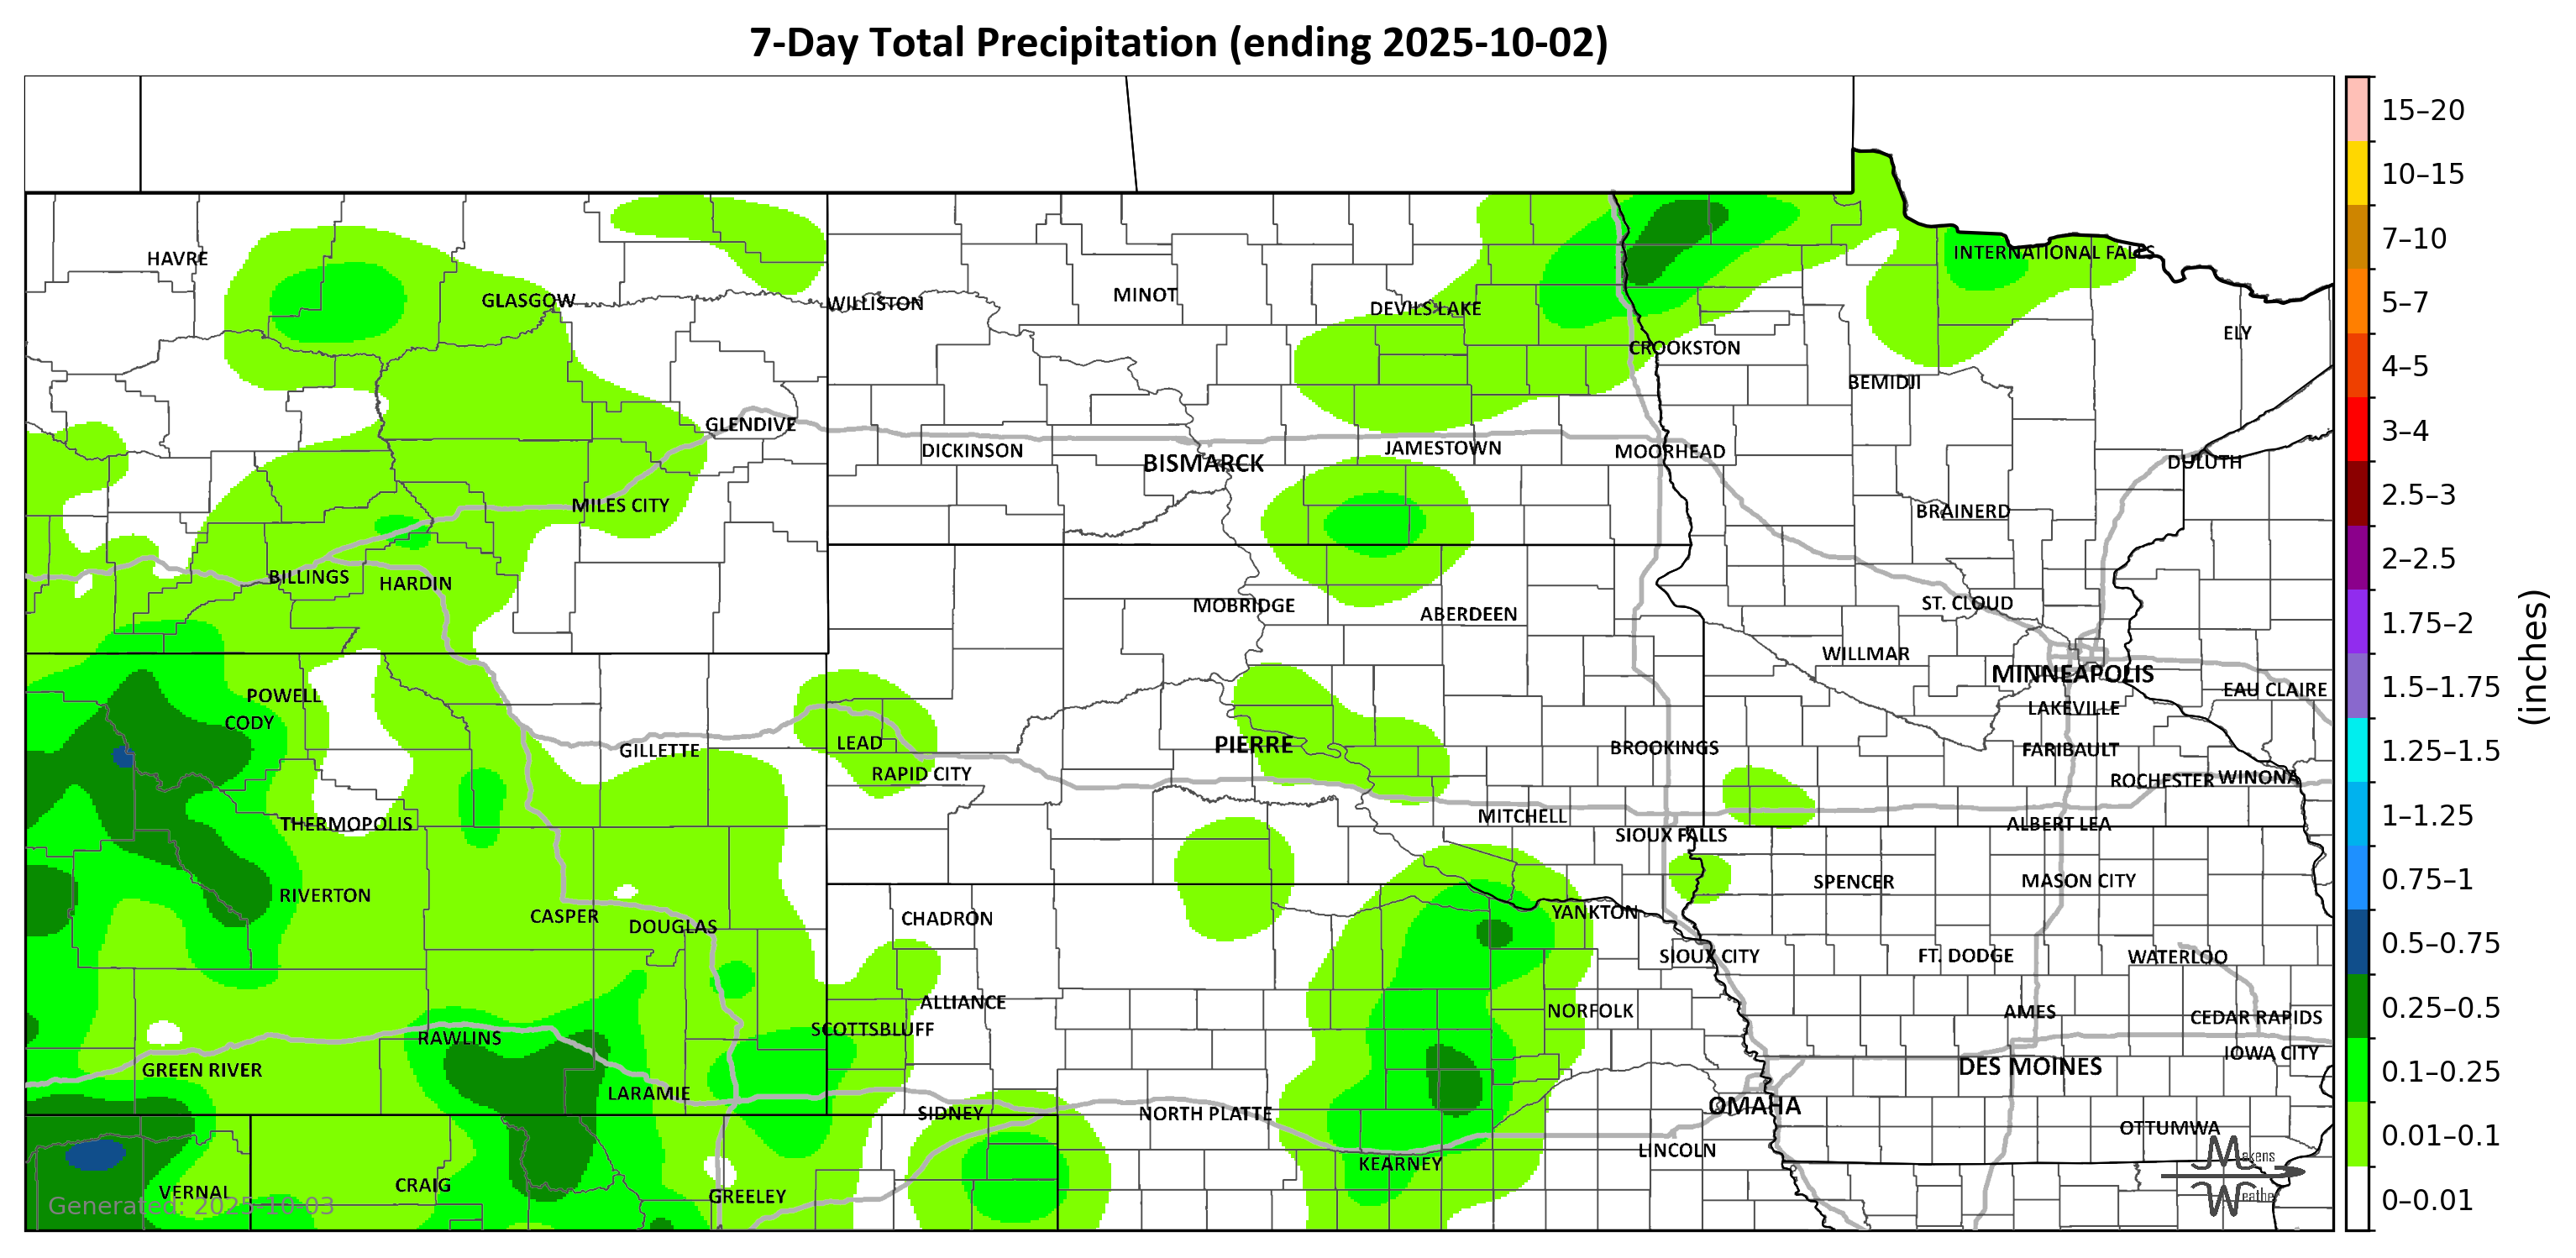 7-Day Total Precipitation (ending 2025-10-02)
15–20
10–15
7–10
5–7
4–5
3–4
2.5–3
2–2.5
1.75–2
1.5–1.75
1.25–1.5
1–1.25
0.75–1
0.5–0.75
0.25–0.5
0.1–0.25
0.01–0.1
0–0.01
(inches)
HAVRE
INTERNATIONAL FALLS
GLASGOW
WILLISTON
MINOT
DEVILS LAKE
ELY
CROOKSTON
BEMIDJI
GLENDIVE
DICKINSON
BISMARCK
JAMESTOWN
MOORHEAD
DULUTH
MILES CITY
BRAINERD
BILLINGS
HARDIN
MOBRIDGE
ABERDEEN
ST. CLOUD
WILLMAR
MINNEAPOLIS
POWELL
EAU CLAIRE
CODY
LAKEVILLE
GILLETTE
LEAD
PIERRE
BROOKINGS
FARIBAULT
RAPID CITY
ROCHESTER
WINONA
THERMOPOLIS
MITCHELL
SIOUX FALLS
ALBERT LEA
RIVERTON
SPENCER
MASON CITY
CASPER
DOUGLAS
CHADRON
YANKTON
SIOUX CITY
FT. DODGE
WATERLOO
ALLIANCE
NORFOLK
AMES
CEDAR RAPIDS
SCOTTSBLUFF
RAWLINS
IOWA CITY
GREEN RIVER
DES MOINES
LARAMIE
SIDNEY
NORTH PLATTE
OMAHA
OTTUMWA
LINCOLN
KEARNEY
VERNAL
CRAIG
GREELEY
Generated: 2025-10-03
Makens
Weather